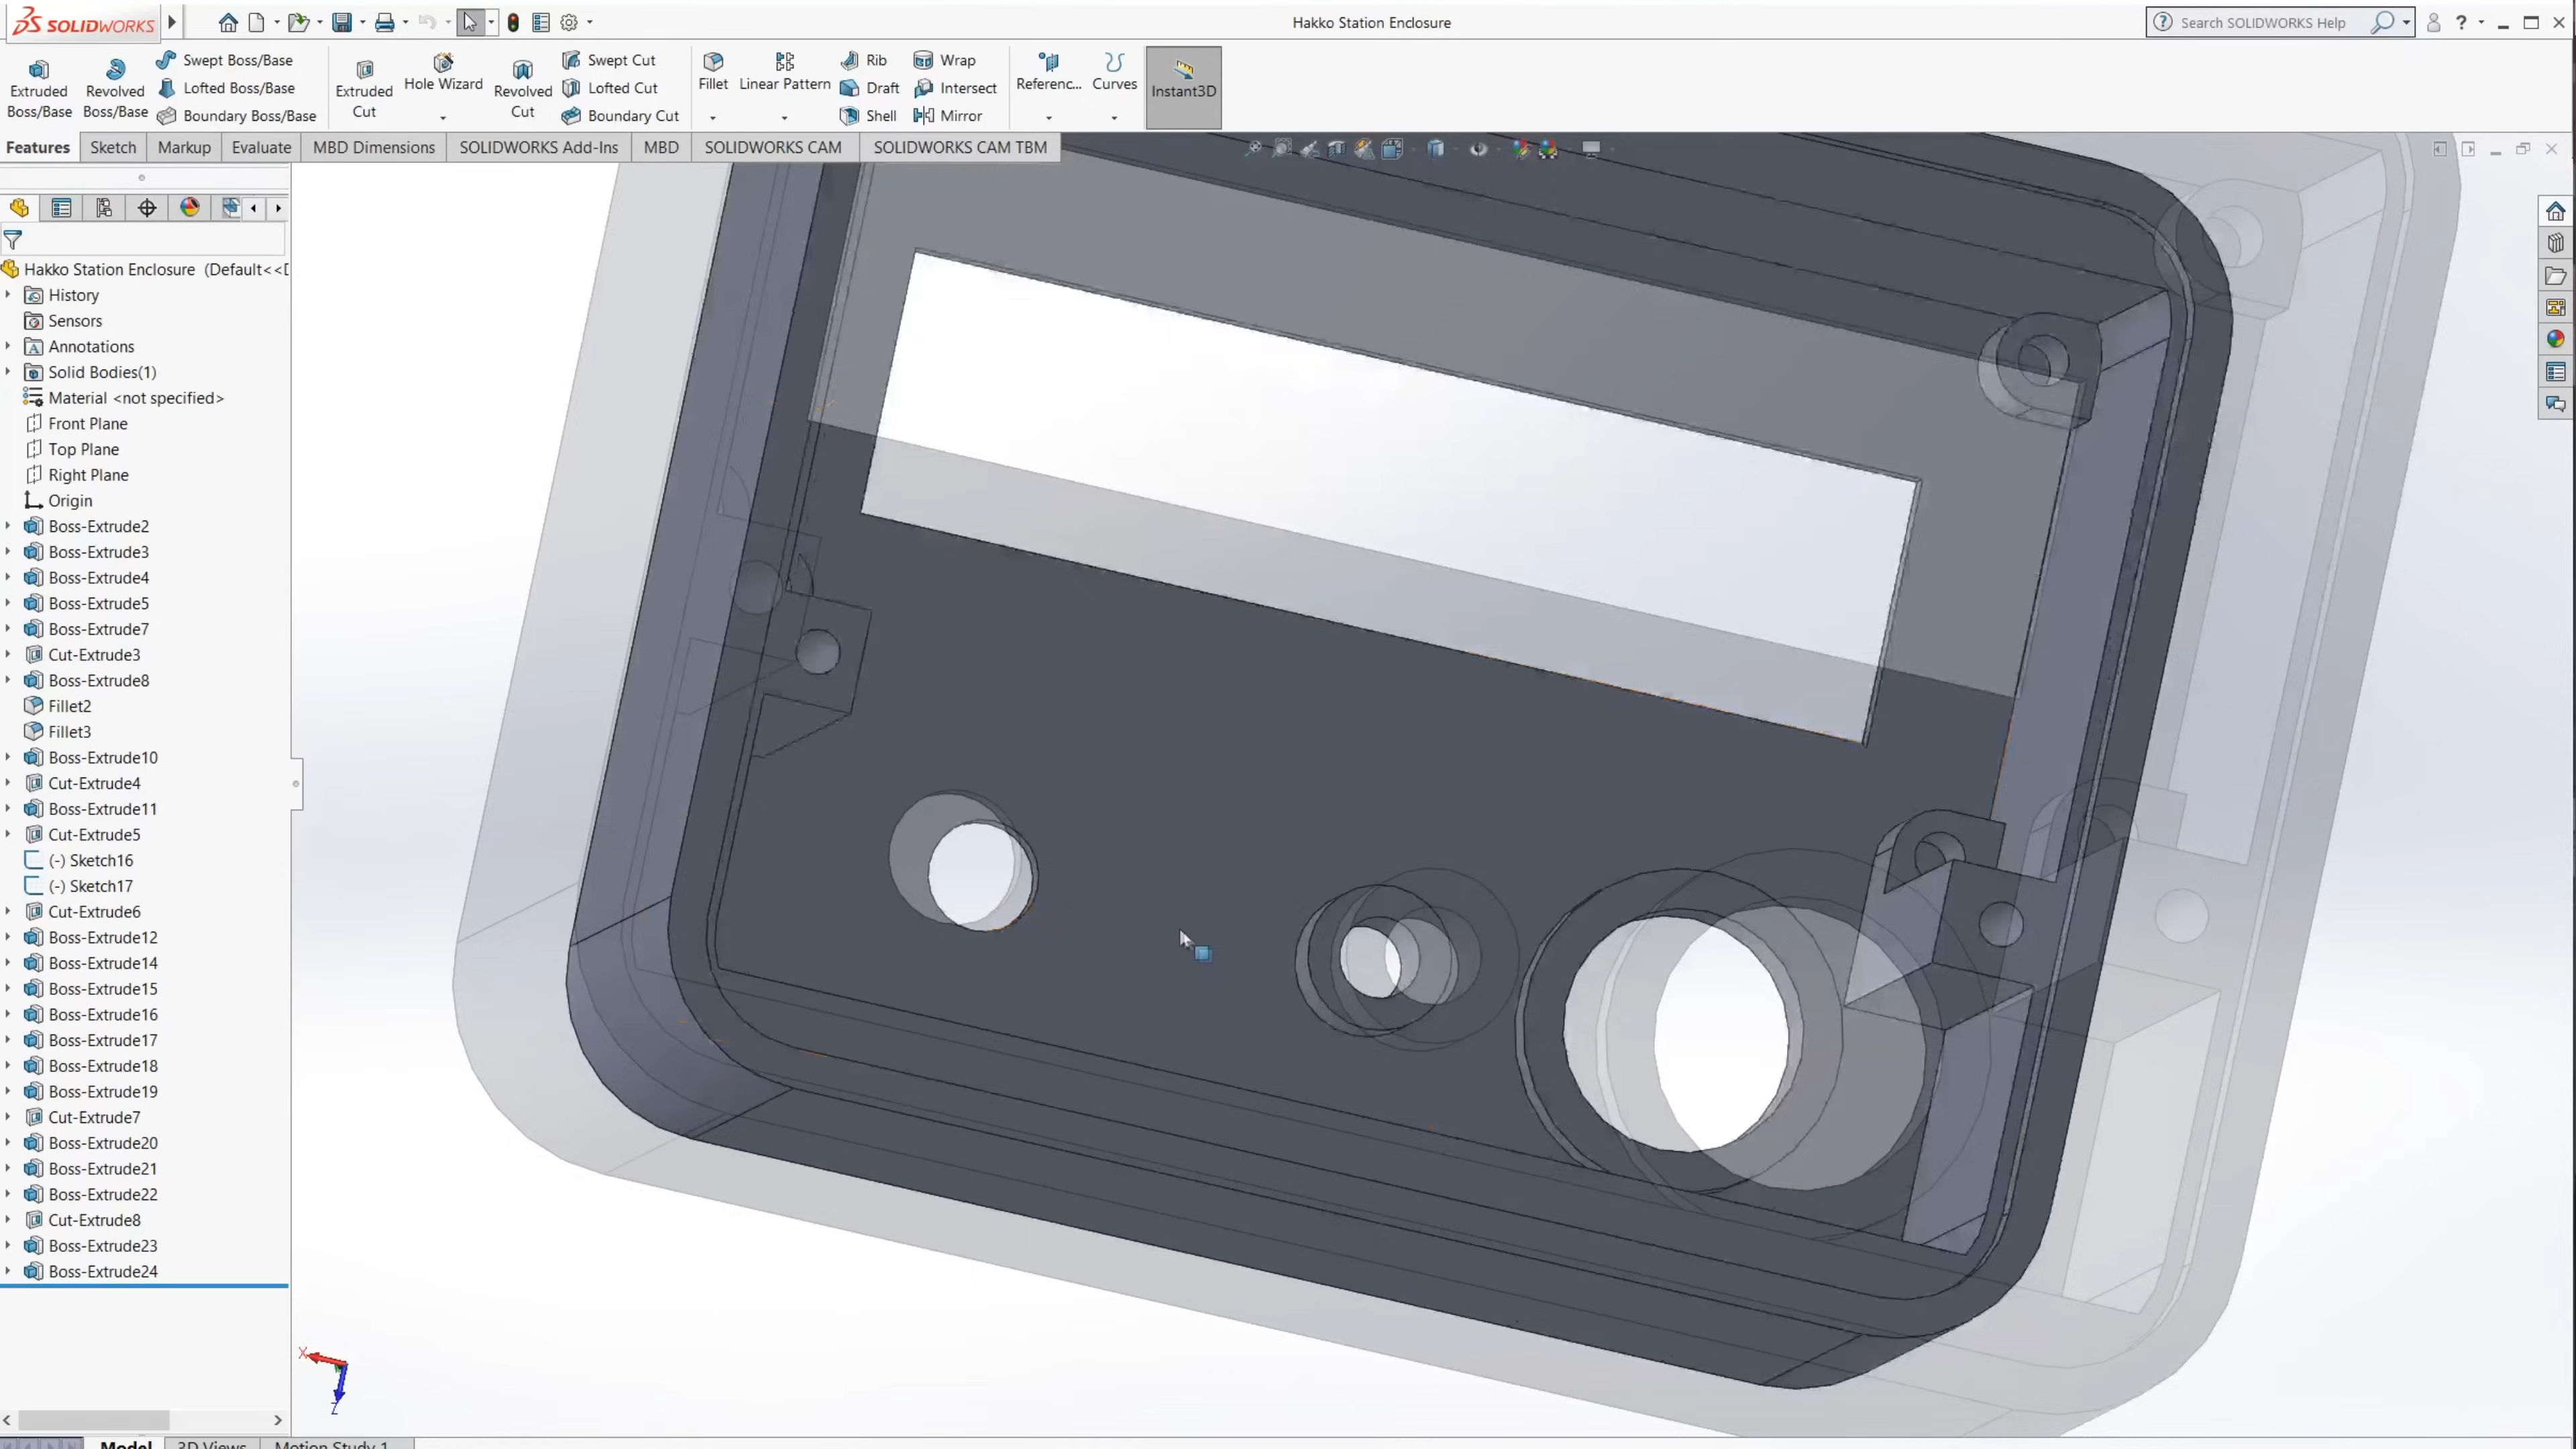 SOLIDWORKS
Hakko Station Enclosure
Search SOLIDWORKS Help
Extruded Boss/Base
Revolved Boss/Base
Swept Boss/Base
Lofted Boss/Base
Boundary Boss/Base
Extruded Cut
Hole Wizard
Revolved Cut
Swept Cut
Lofted Cut
Boundary Cut
Fillet
Linear Pattern
Rib
Draft
Shell
Wrap
Intersect
Mirror
Referenc...
Curves
Instant3D
Features
Sketch
Markup
Evaluate
MBD Dimensions
SOLIDWORKS Add-Ins
MBD
SOLIDWORKS CAM
SOLIDWORKS CAM TBM
Hakko Station Enclosure (Default<<D
History
Sensors
Annotations
Solid Bodies(1)
Material <not specified>
Front Plane
Top Plane
Right Plane
Origin
Boss-Extrude2
Boss-Extrude3
Boss-Extrude4
Boss-Extrude5
Boss-Extrude7
Cut-Extrude3
Boss-Extrude8
Fillet2
Fillet3
Boss-Extrude10
Cut-Extrude4
Boss-Extrude11
Cut-Extrude5
(-) Sketch16
(-) Sketch17
Cut-Extrude6
Boss-Extrude12
Boss-Extrude14
Boss-Extrude15
Boss-Extrude16
Boss-Extrude17
Boss-Extrude18
Boss-Extrude19
Cut-Extrude7
Boss-Extrude20
Boss-Extrude21
Boss-Extrude22
Cut-Extrude8
Boss-Extrude23
Boss-Extrude24
X
Z
Model
3D Views
Motion Study 1